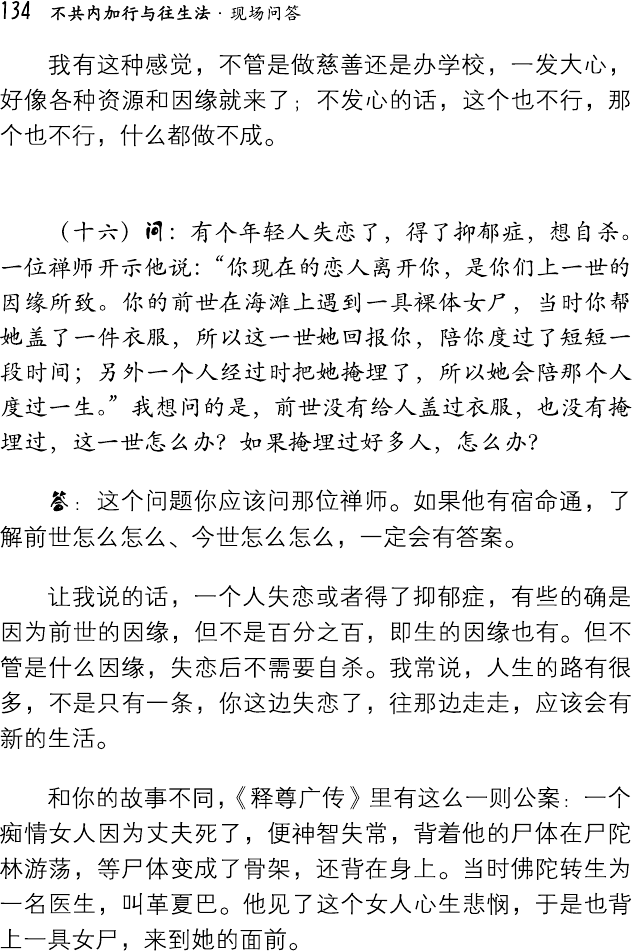 134 不共内加行与往生法·现场问答
我有这种感觉，不管是做慈善还是办学校，一发大心，
好像各种资源和因缘就来了；不发心的话，这个也不行，那
个也不行，什么都做不成。
（十六）问：有个年轻人失恋了，得了抑郁症，想自杀。
一位禅师开示他说：“你现在的恋人离开你，是你们上一世的
因缘所致。你的前世在海滩上遇到一具裸体女尸，当时你帮
她盖了一件衣服，所以这一世她回报你，陪你度过了短短一
段时间；另外一个人经过时把她掩埋了，所以她会陪那个人
度过一生。”我想问的是，前世没有给人盖过衣服，也没有掩
埋过，这一世怎么办？如果掩埋过好多人，怎么办？
答：这个问题你应该问那位禅师。如果他有宿命通，了
解前世怎么怎么、今世怎么怎么，一定会有答案。
让我说的话，一个人失恋或者得了抑郁症，有些的确是
因为前世的因缘，但不是百分之百，即生的因缘也有。但不
管是什么因缘，失恋后不需要自杀。我常说，人生的路有很
多，不是只有一条，你这边失恋了，往那边走走，应该会有
新的生活。
和你的故事不同，《释尊广传》里有这么一则公案：一个
痴情女人因为丈夫死了，便神智失常，背着他的尸体在尸陀
林游荡，等尸体变成了骨架，还背在身上。当时佛陀转生为
一名医生，叫革夏巴。他见了这个女人心生悲悯，于是也背
上一具女尸，来到她的面前。